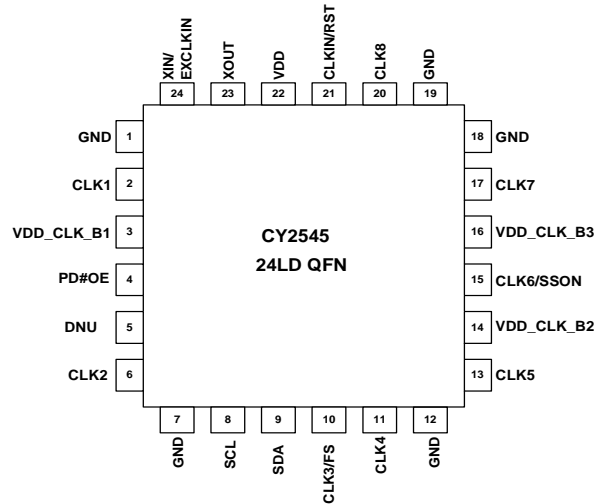 XIN/
EXCLKIN
XOUT
VDD
CLKIN/RST
CLK8
GND
24
23
22
21
20
19
GND 1
CLK1 2
VDD_CLK_B1 3
PD#OE 4
DNU 5
CLK2 6
CY2545
24LD QFN
18 GND
17 CLK7
16 VDD_CLK_B3
15 CLK6/SSON
14 VDD_CLK_B2
13 CLK5
7
8
9
10
11
12
GND
SCL
SDA
CLK3/FS
CLK4
GND